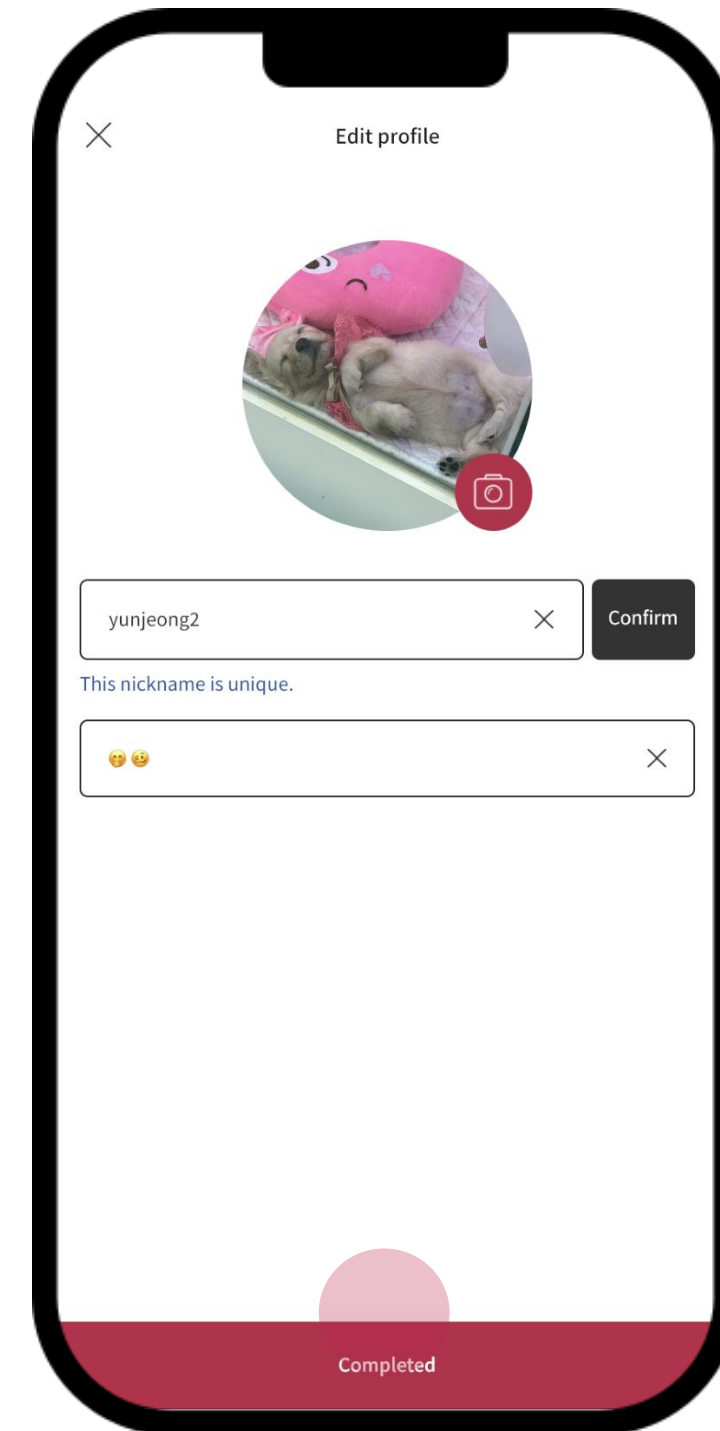 Edit profile
yunjeong2
Confirm
This nickname is unique.
🤭🥴
Completed